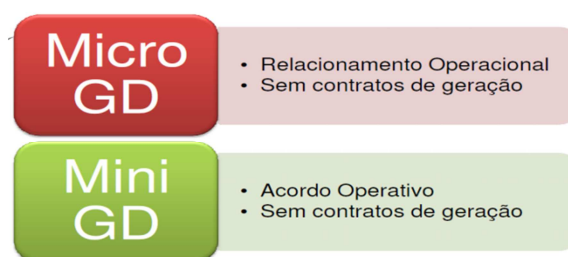 Micro
GD
• Relacionamento Operacional
• Sem contratos de geração
Mini
GD
• Acordo Operativo
• Sem contratos de geração